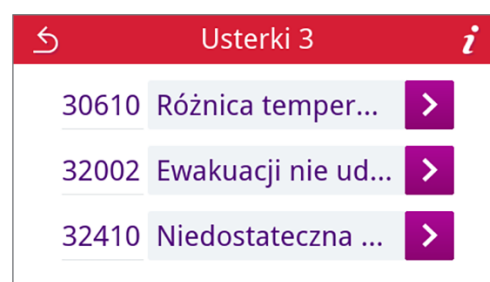 Usterki 3
30610 Różnica temper...
32002 Ewakuacji nie ud...
32410 Niedostateczna ...